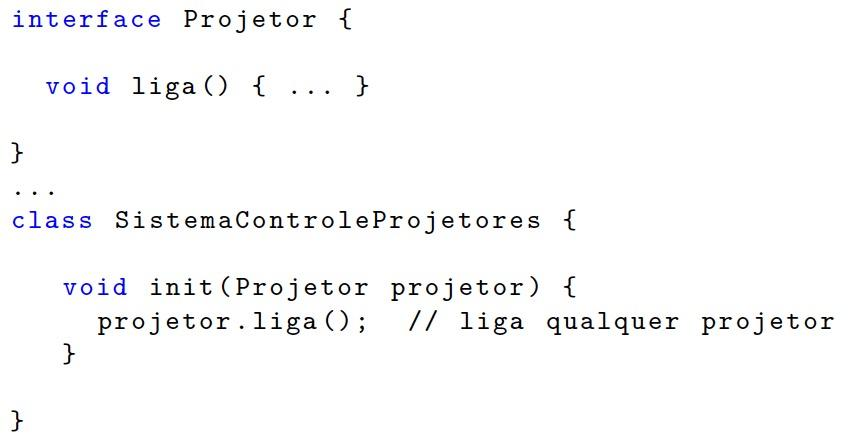 interface Projetor {
void liga() { ... }
}
...
class SistemaControleProjetores {
void init(Projetor projetor) {
projetor.liga(); // liga qualquer projetor
}
}